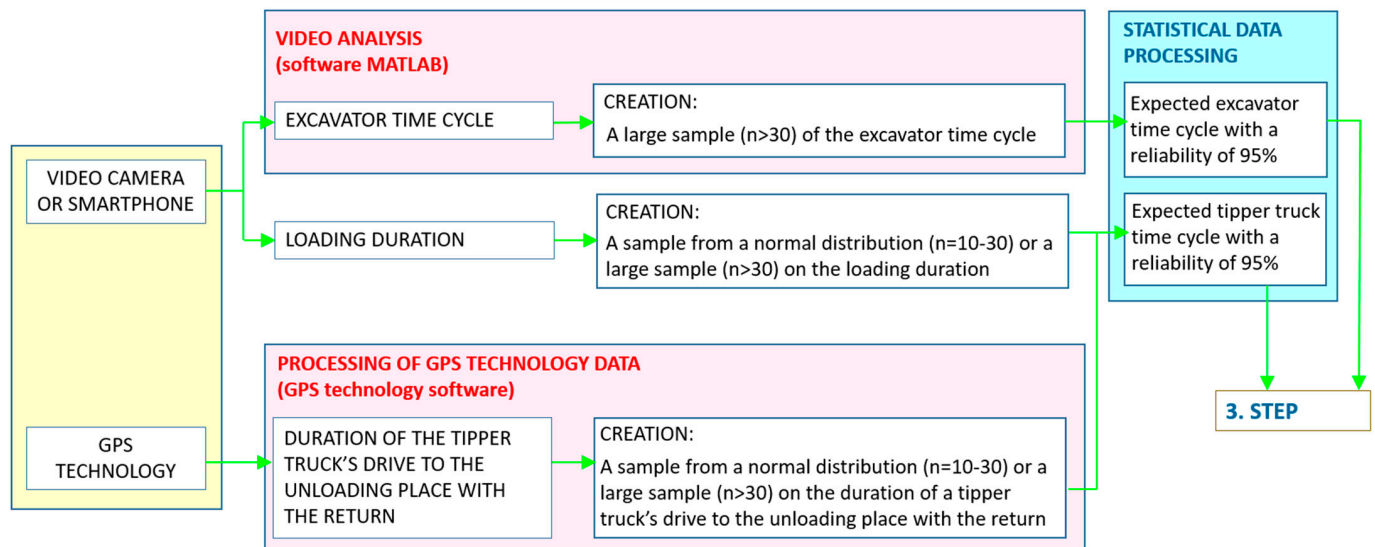 VIDEO ANALYSIS
(software MATLAB)
EXCAVATOR TIME CYCLE
CREATION:
A large sample (n>30) of the excavator time cycle
STATISTICAL DATA
PROCESSING
Expected excavator
time cycle with a
reliability of 95%
VIDEO CAMERA
OR SMARTPHONE
LOADING DURATION
CREATION:
A sample from a normal distribution (n=10-30) or a
large sample (n>30) on the loading duration
Expected tipper truck
time cycle with a
reliability of 95%
PROCESSING OF GPS TECHNOLOGY DATA
(GPS technology software)
GPS
TECHNOLOGY
DURATION OF THE TIPPER
TRUCK’S DRIVE TO THE
UNLOADING PLACE WITH
THE RETURN
CREATION:
A sample from a normal distribution (n=10-30) or a
large sample (n>30) on the duration of a tipper
truck’s drive to the unloading place with the return
3. STEP